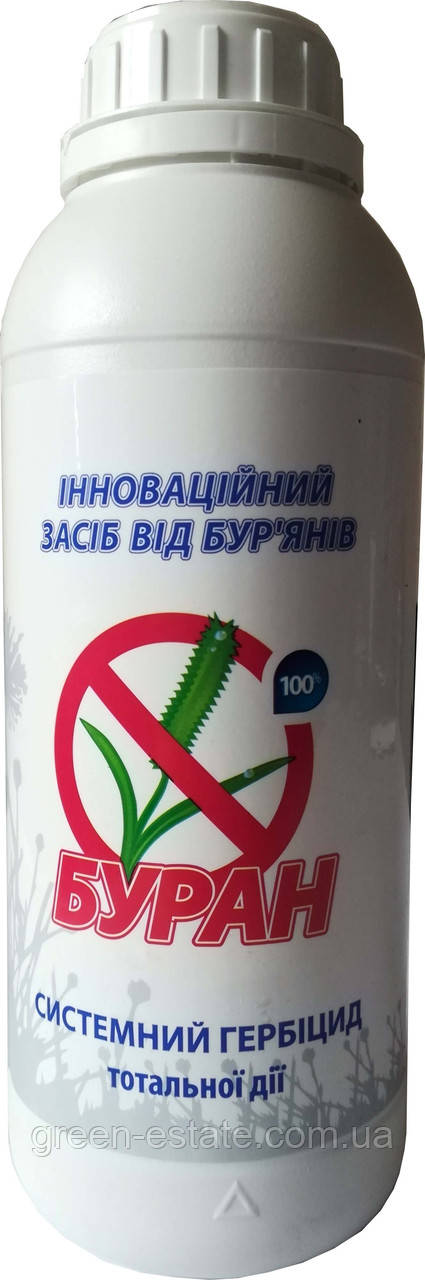 ІННОВАЦІЙНИЙ
ЗАСІБ ВІД БУР'ЯНІВ
100%
БУРАН
СИСТЕМНИЙ ГЕРБІЦИД
тотальної дії
green-estate.com.ua